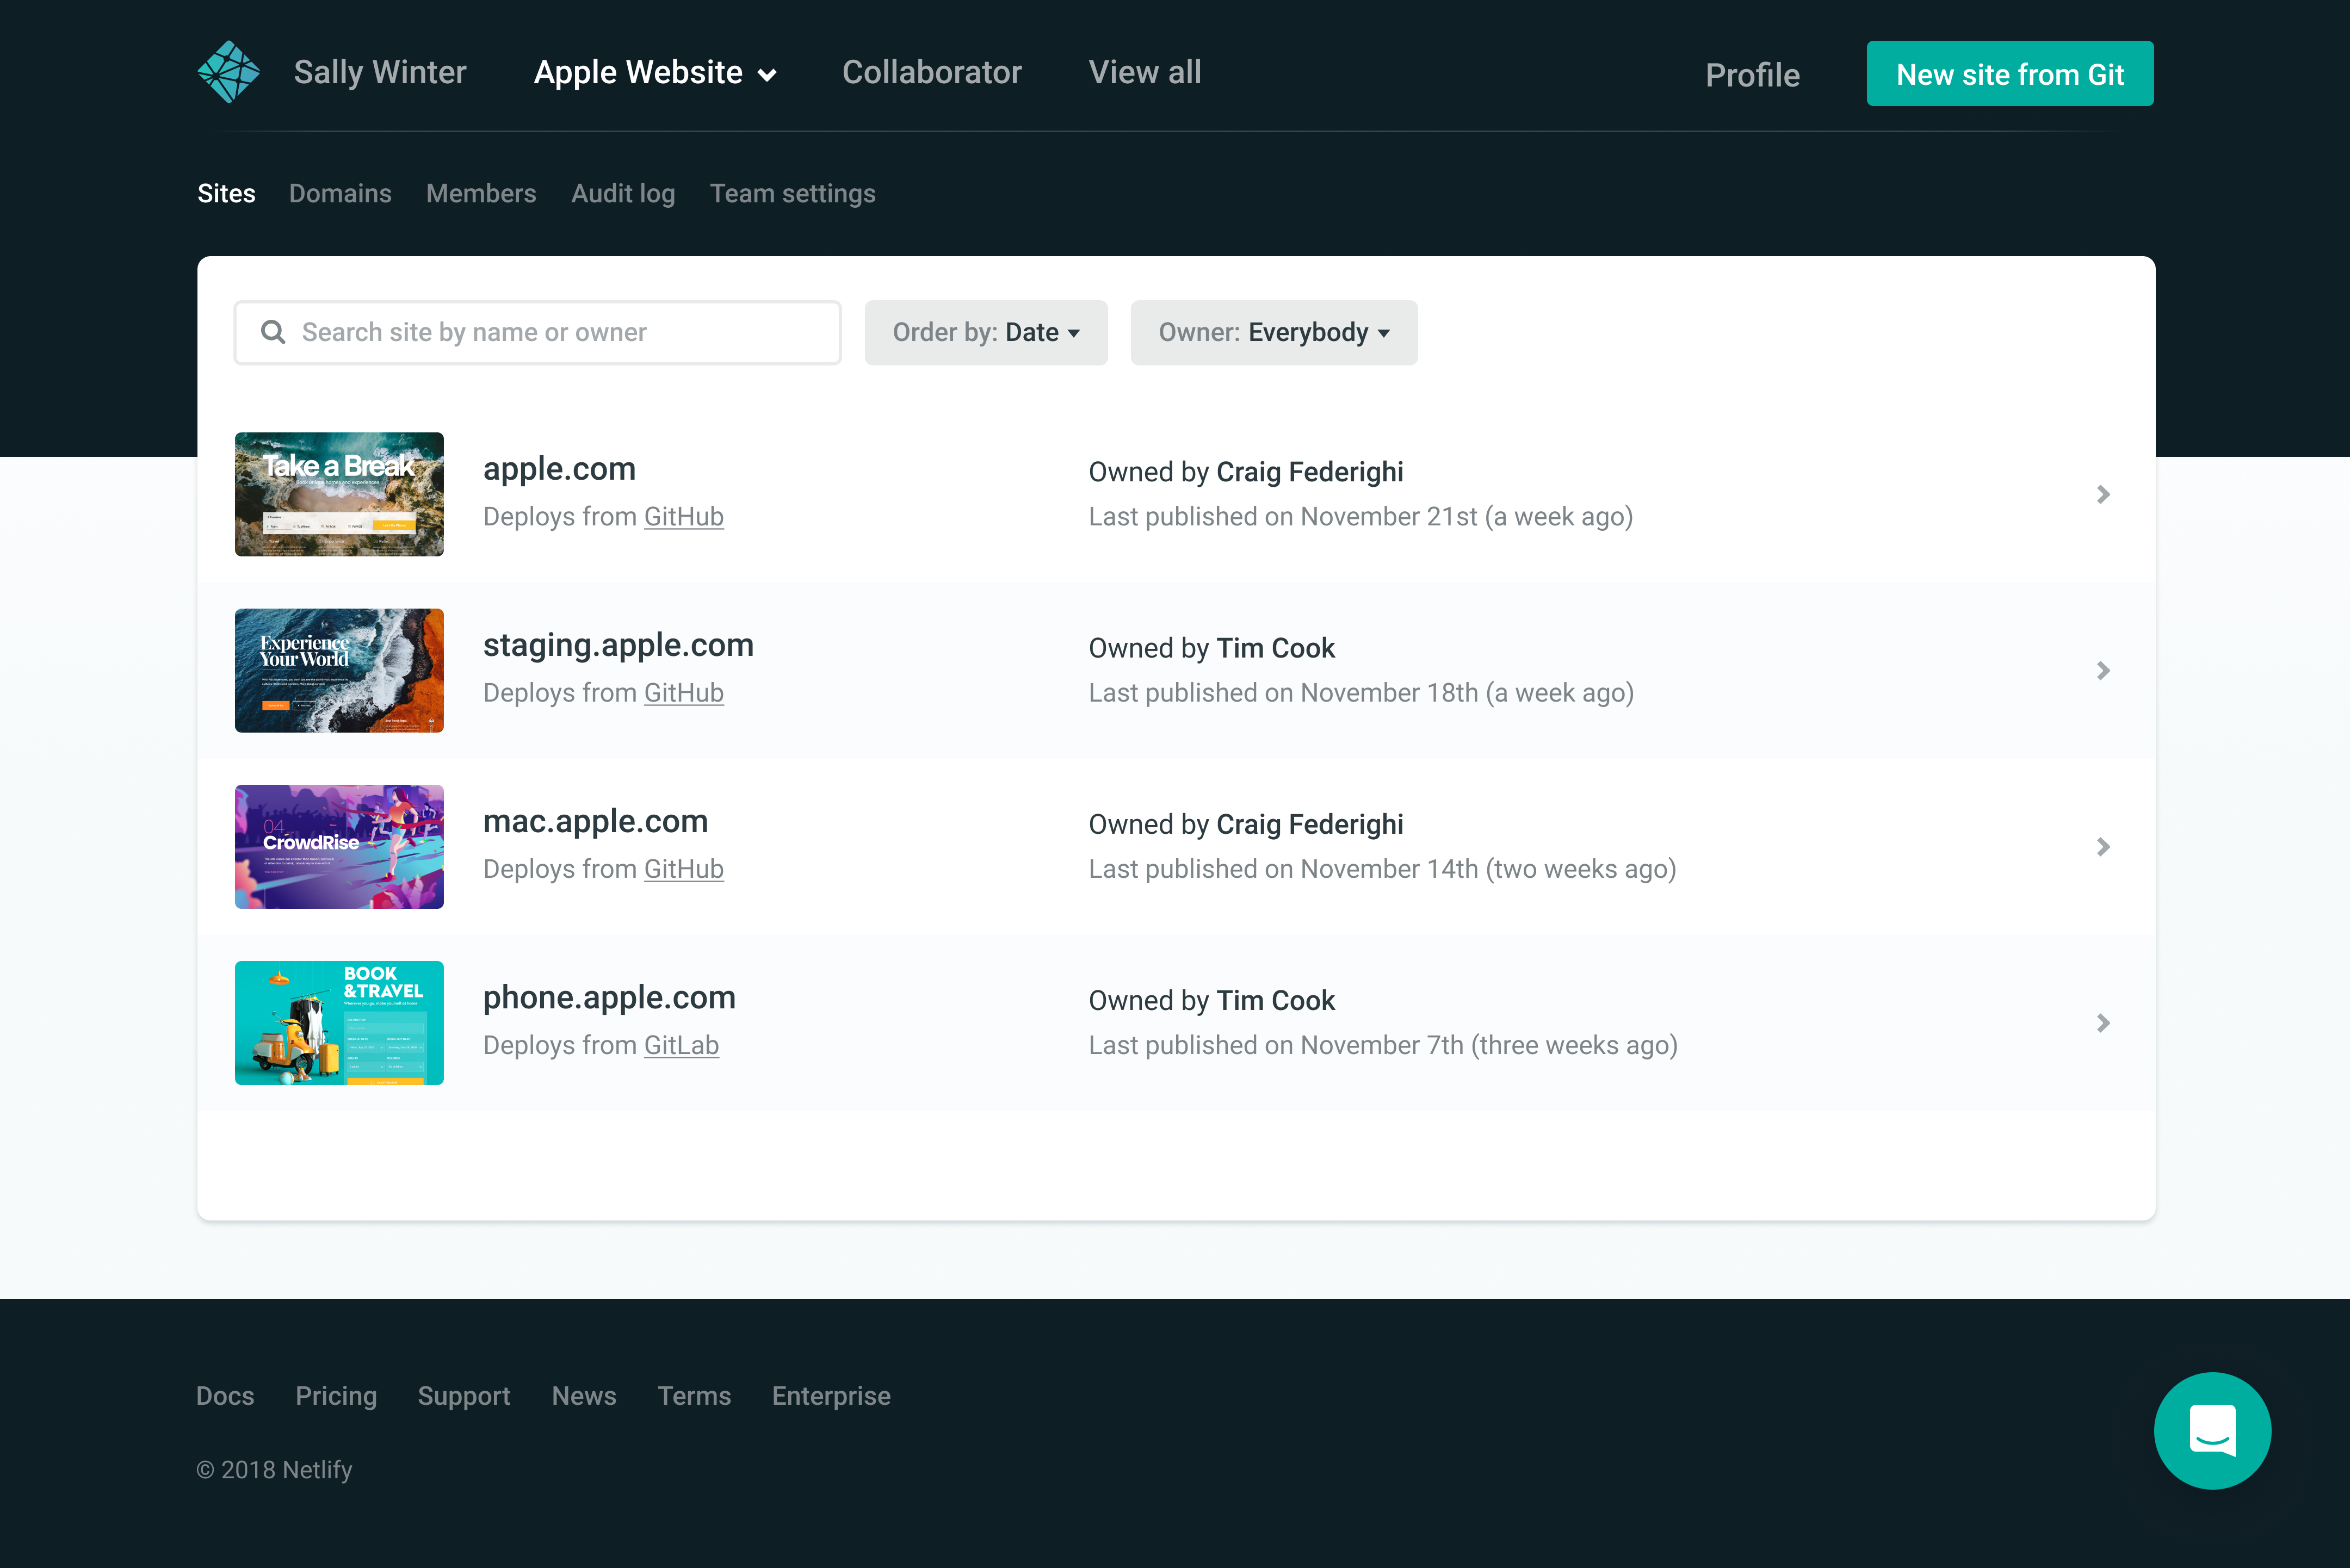 Sally Winter
Apple Website
Collaborator
View all
Profile
New site from Git
Sites
Domains
Members
Audit log
Team settings
Search site by name or owner
Order by: Date
Owner: Everybody
Take a Break
apple.com
Deploys from GitHub
Owned by Craig Federighi
Last published on November 21st (a week ago)
Experience
Your World
staging.apple.com
Deploys from GitHub
Owned by Tim Cook
Last published on November 18th (a week ago)
04
CrowdRise
mac.apple.com
Deploys from GitHub
Owned by Craig Federighi
Last published on November 14th (two weeks ago)
BOOK
&TRAVEL
phone.apple.com
Deploys from GitLab
Owned by Tim Cook
Last published on November 7th (three weeks ago)
Docs
Pricing
Support
News
Terms
Enterprise
© 2018 Netlify